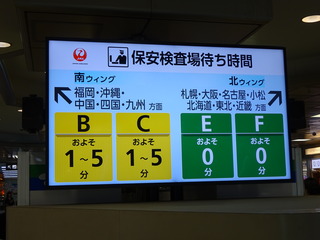 保安検査場待ち時間
南ウィング
福岡・沖縄・
中国・四国・九州 方面
北ウィング
札幌・大阪・名古屋・小松
北海道・東北・近畿 方面
B
およそ
1~5
分
C
およそ
1~5
分
E
およそ
0
分
F
およそ
0
分